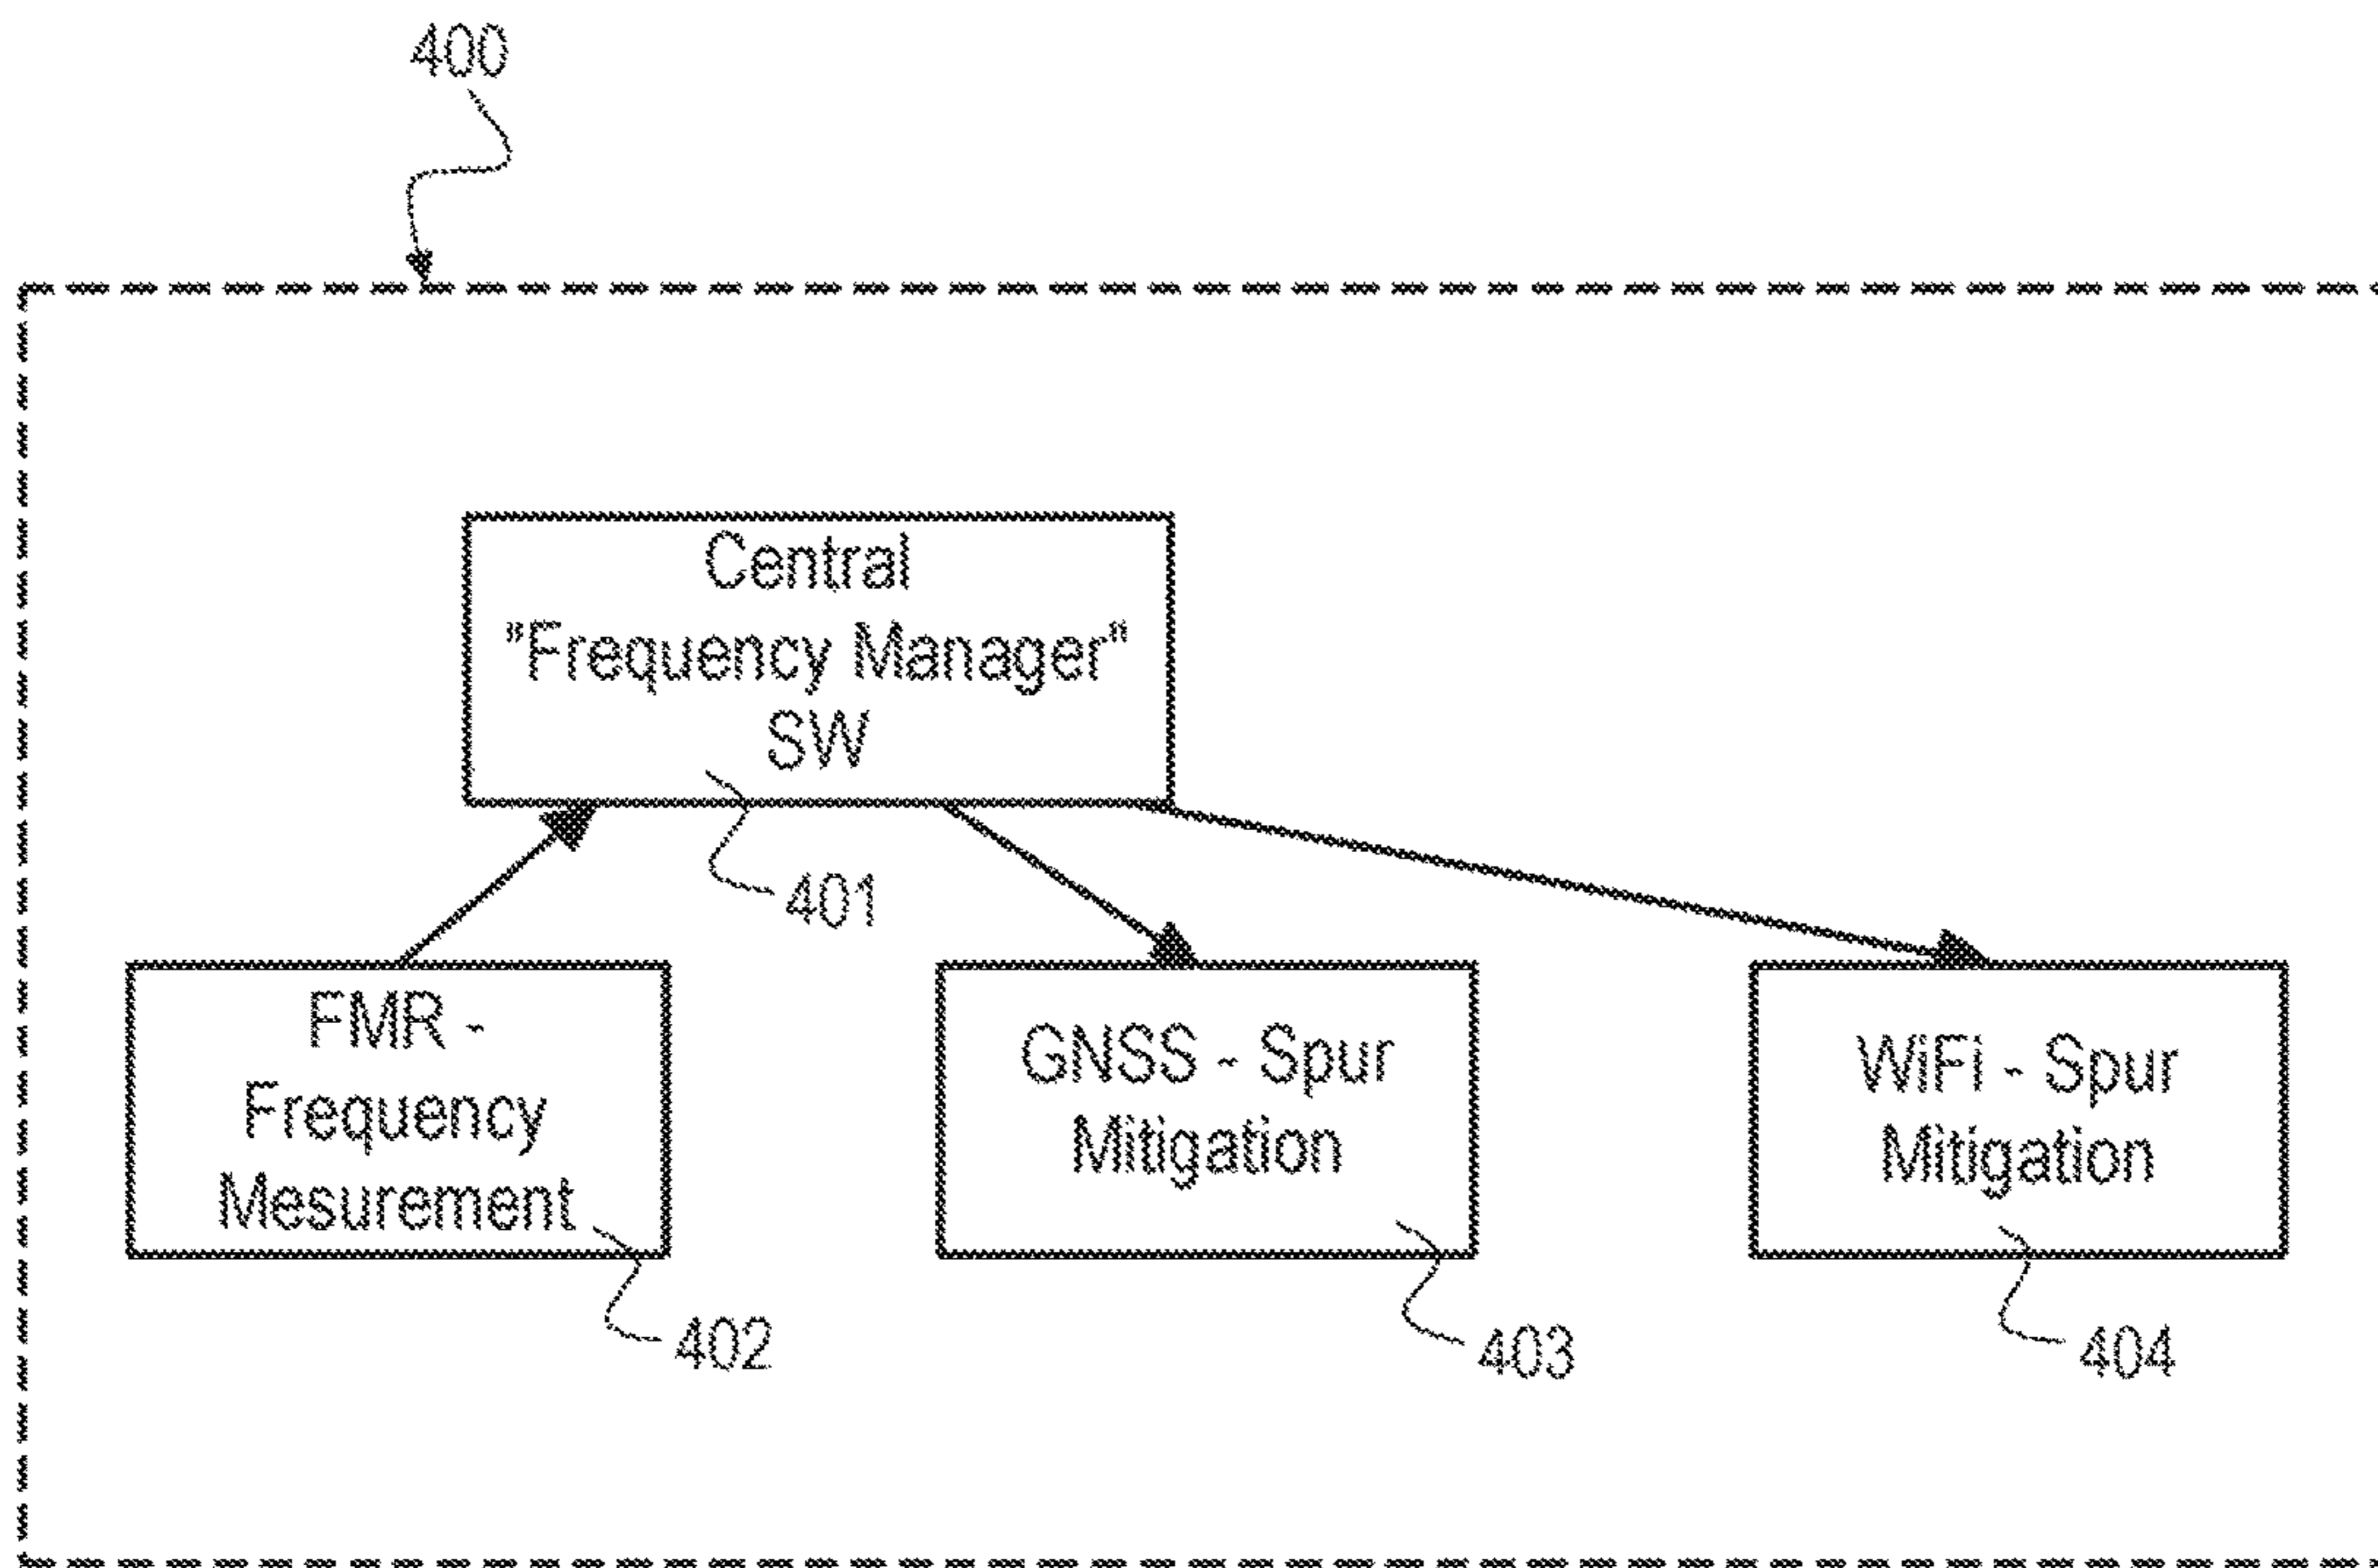 400
Central
"Frequency Manager"
SW
401
FMR -
Frequency
Mesurement
402
GNSS - Spur
Mitigation
403
WiFi - Spur
Mitigation
404